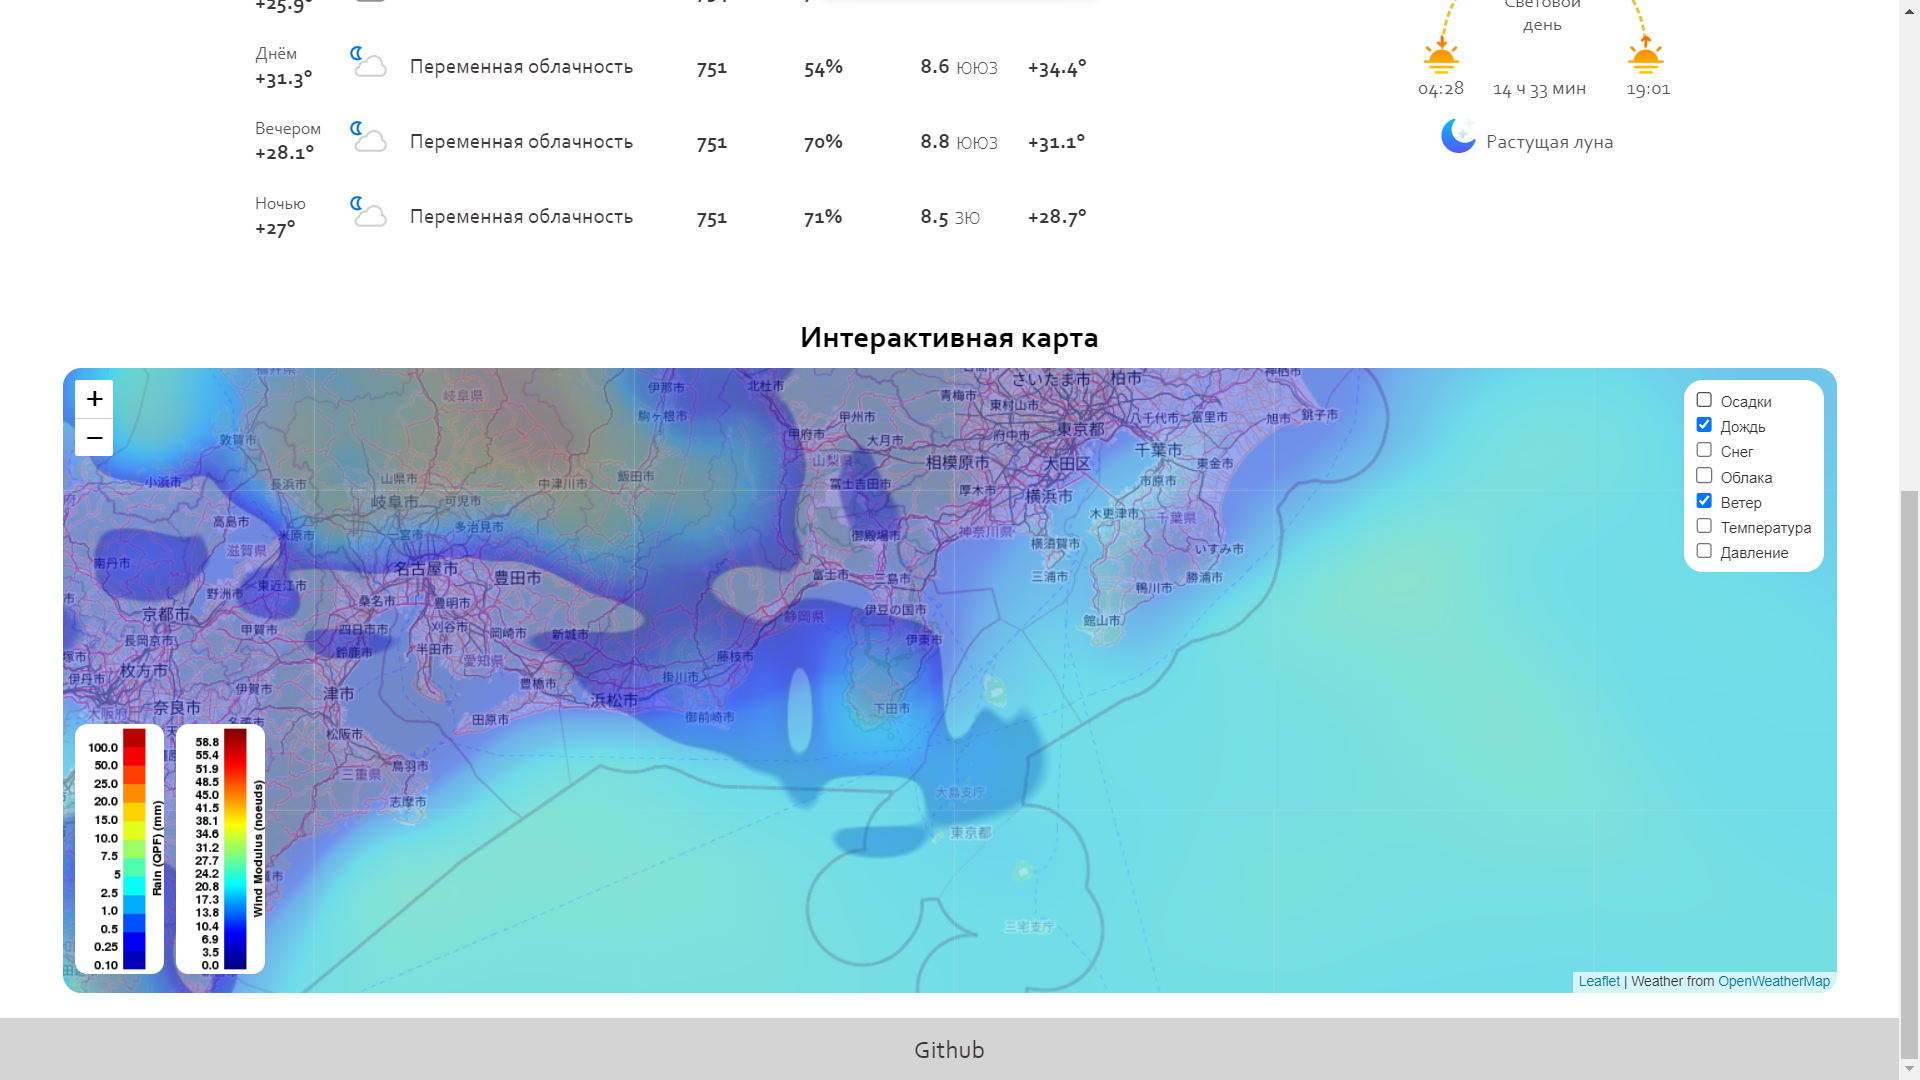 +25.9°
Днём
+31.3°
Переменная облачность
751
54%
8.6 ююз
+34.4°
Вечером
+28.1°
Переменная облачность
751
70%
8.8 ююз
+31.1°
Ночью
+27°
Переменная облачность
751
71%
8.5 зю
+28.7°
Световой
день
04:28
14 ч 33 мин
19:01
Растущая луна
Интерактивная карта
+
−
岐阜県
伊那市
北杜市
駒ヶ根市
甲州市
青梅市
さいたま市
柏市
東村山市
八千代市
富里市
旭市
銚子市
神栖市
敦賀市
甲府市
大月市
府中市
東京都
千葉市
山梨県
相模原市
大田区
東金市
小浜市
長浜市
山県市
中津川市
飯田市
富士吉田市
厚木市
横浜市
市原市
岐阜市
可児市
木更津市
千葉県
高島市
米原市
一宮市
多治見市
御殿場市
神奈川県
横須賀市
いすみ市
滋賀県
南丹市
名古屋市
豊田市
富士市
三島市
三浦市
勝浦市
東近江市
野洲市
鴨川市
京都市
桑名市
豊明市
静岡県
伊豆の国市
館山市
長岡京市
甲賀市
四日市市
刈谷市
岡崎市
新城市
伊東市
鈴鹿市
半田市
愛知県
藤枝市
伊丹市
枚方市
伊賀市
津市
豊橋市
浜松市
掛川市
大阪府
奈良市
名張市
田原市
御前崎市
下田市
松阪市
三重県
鳥羽市
志摩市
大島支庁
東京都
三宅支庁
Осадки
Дождь
Снег
Облака
Ветер
Температура
Давление
100.0
50.0
25.0
20.0
15.0
10.0
7.5
5
2.5
1.0
0.5
0.25
0.10
Rain (QPF) (mm)
58.8
55.4
51.9
48.5
45.0
41.5
38.1
34.6
31.2
27.7
24.2
20.8
17.3
13.8
10.4
6.9
3.5
0.0
Wind Modulus (noeuds)
Leaflet | Weather from OpenWeatherMap
Github